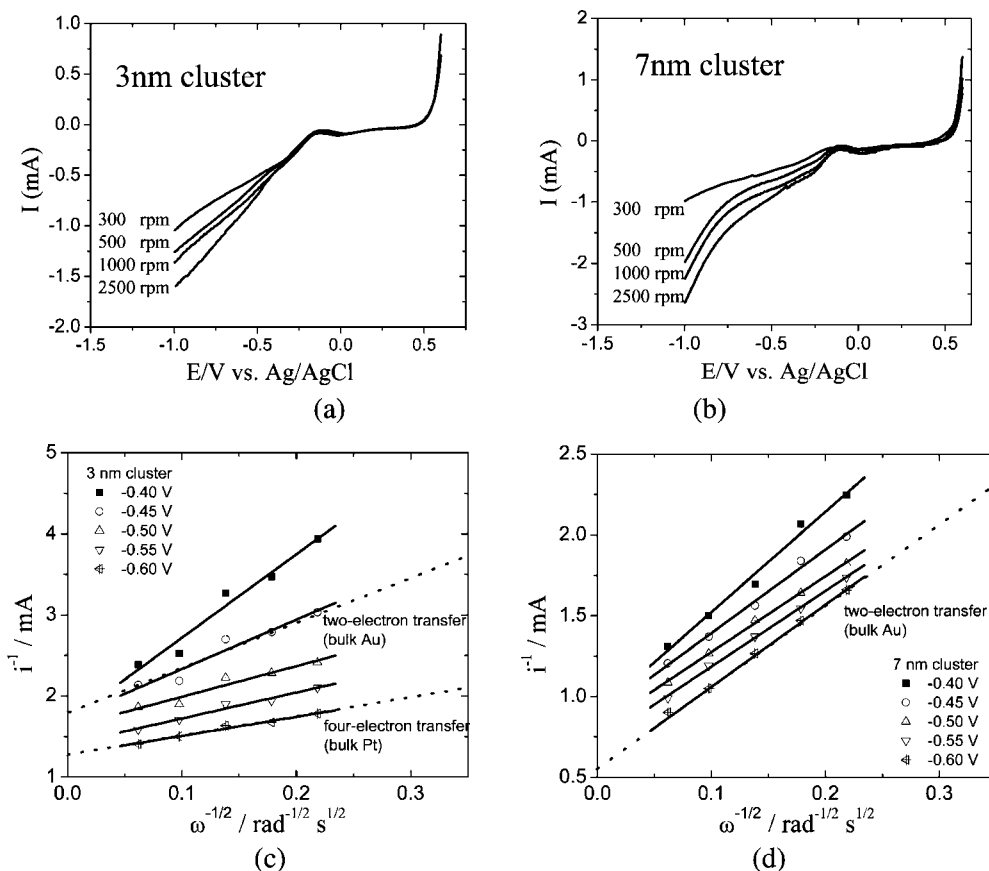 1.0
0.5
0.0
-0.5
-1.0
-1.5
-2.0
I (mA)
3nm cluster
300 rpm
500 rpm
1000 rpm
2500 rpm
-1.5 -1.0 -0.5 0.0 0.5
E/V vs. Ag/AgCl
(a)
2
1
0
-1
-2
-3
I (mA)
7nm cluster
300 rpm
500 rpm
1000 rpm
2500 rpm
-1.5 -1.0 -0.5 0.0 0.5
E/V vs. Ag/AgCl
(b)
5
4
3
2
1
i⁻¹ / mA
3 nm cluster
-0.40 V
-0.45 V
-0.50 V
-0.55 V
-0.60 V
two-electron transfer
(bulk Au)
four-electron transfer
(bulk Pt)
0.0 0.1 0.2 0.3
ω⁻¹/² / rad⁻¹/² s¹/²
(c)
2.5
2.0
1.5
1.0
0.5
i⁻¹ / mA
two-electron transfer
(bulk Au)
7 nm cluster
-0.40 V
-0.45 V
-0.50 V
-0.55 V
-0.60 V
0.0 0.1 0.2 0.3
ω⁻¹/² / rad⁻¹/² s¹/²
(d)